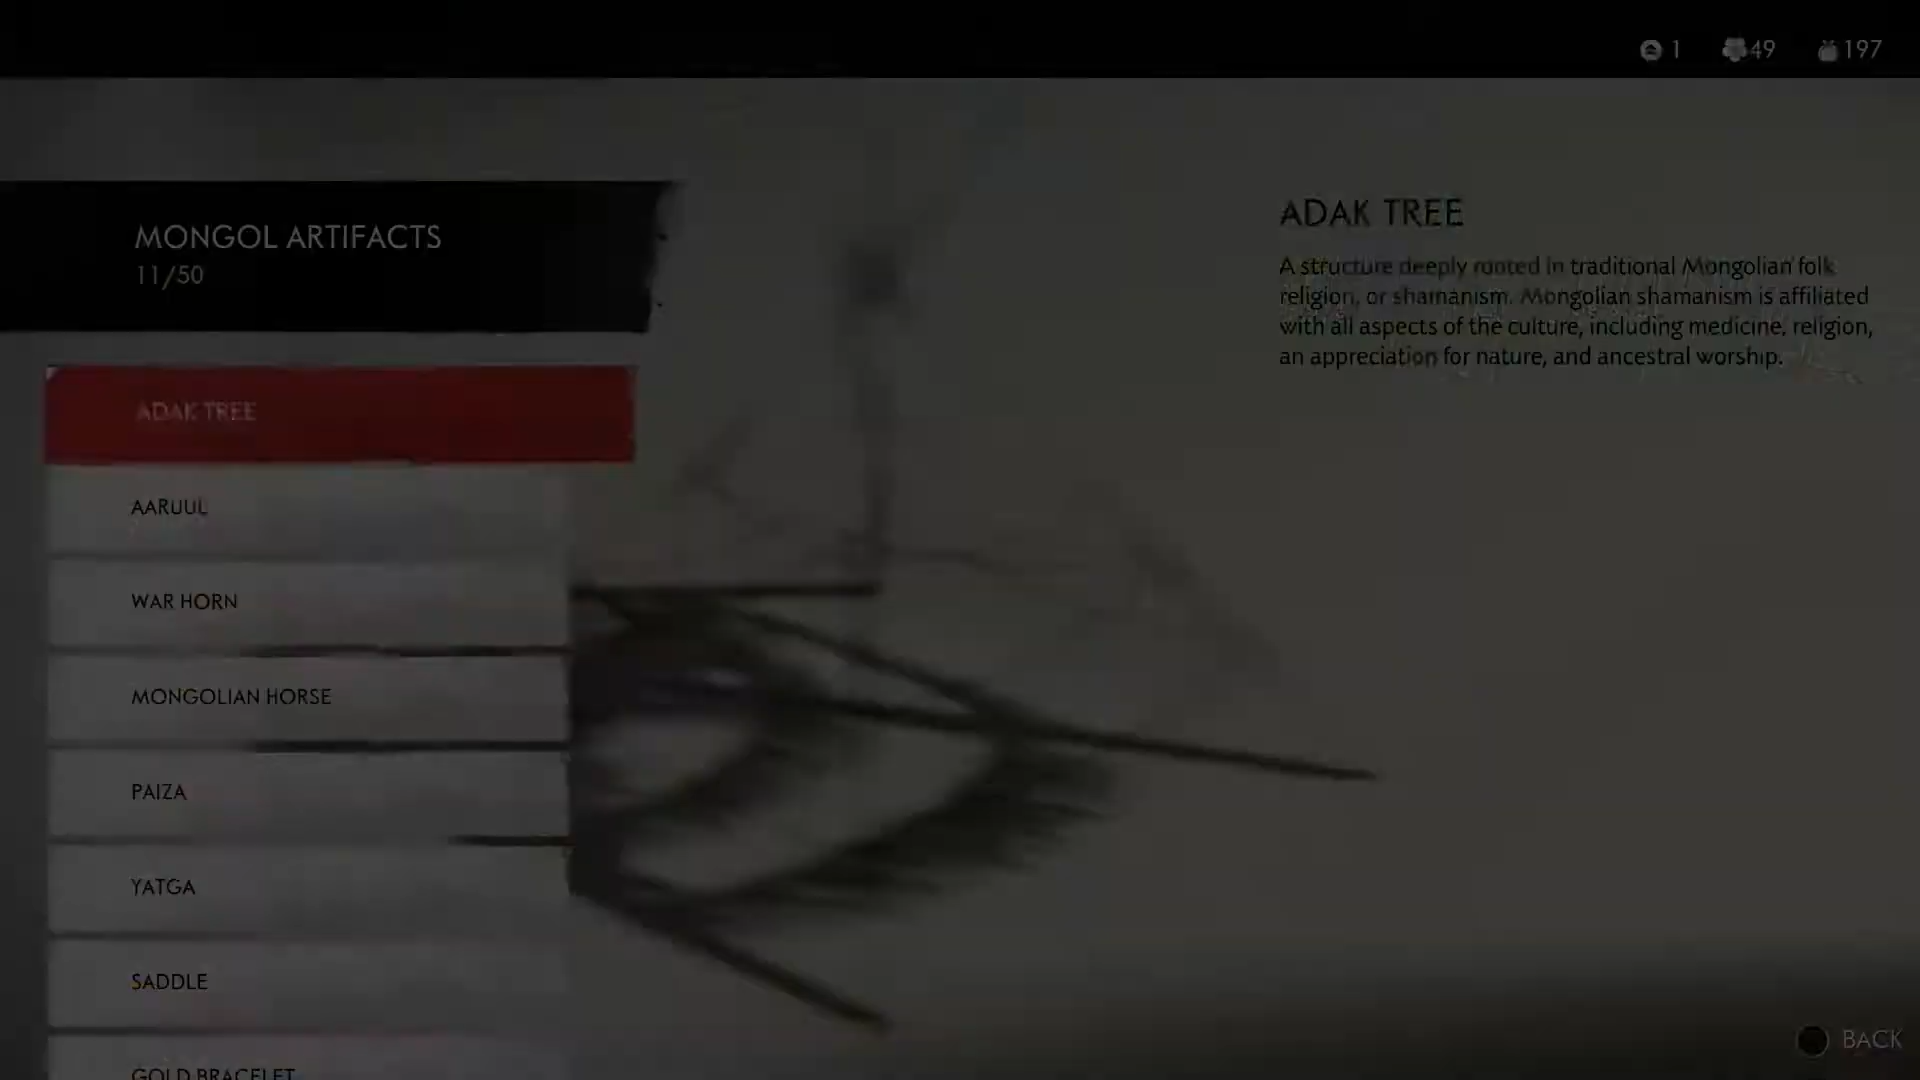 1 49 197
MONGOL ARTIFACTS
11/50
ADAK TREE
AARUUL
WAR HORN
MONGOLIAN HORSE
PAIZA
YATGA
SADDLE
GOLD BRACELET
ADAK TREE
A structure deeply rooted in traditional Mongolian folk
religion, or shamanism. Mongolian shamanism is affiliated
with all aspects of the culture, including medicine, religion,
an appreciation for nature, and ancestral worship.
BACK